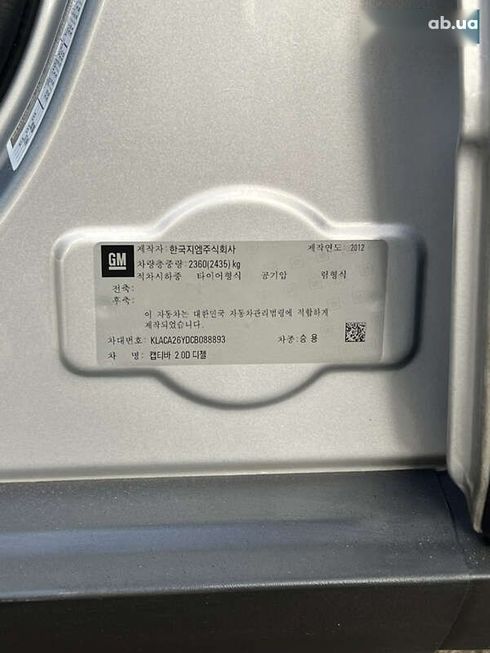 ab.ua
GM
제작자 : 한국지엠주식회사 제작연도 : 2012
차량총중량 : 2360(2435) kg
적차시하중 타이어형식 공기압 림형식
전축 :
후축 :
이 자동차는 대한민국 자동차관리법령에 적합하게
제작되었습니다.
차대번호 : KLACA26YDCB088893 차종 : 승용
차 명 : 캡티바 2.0D 디젤